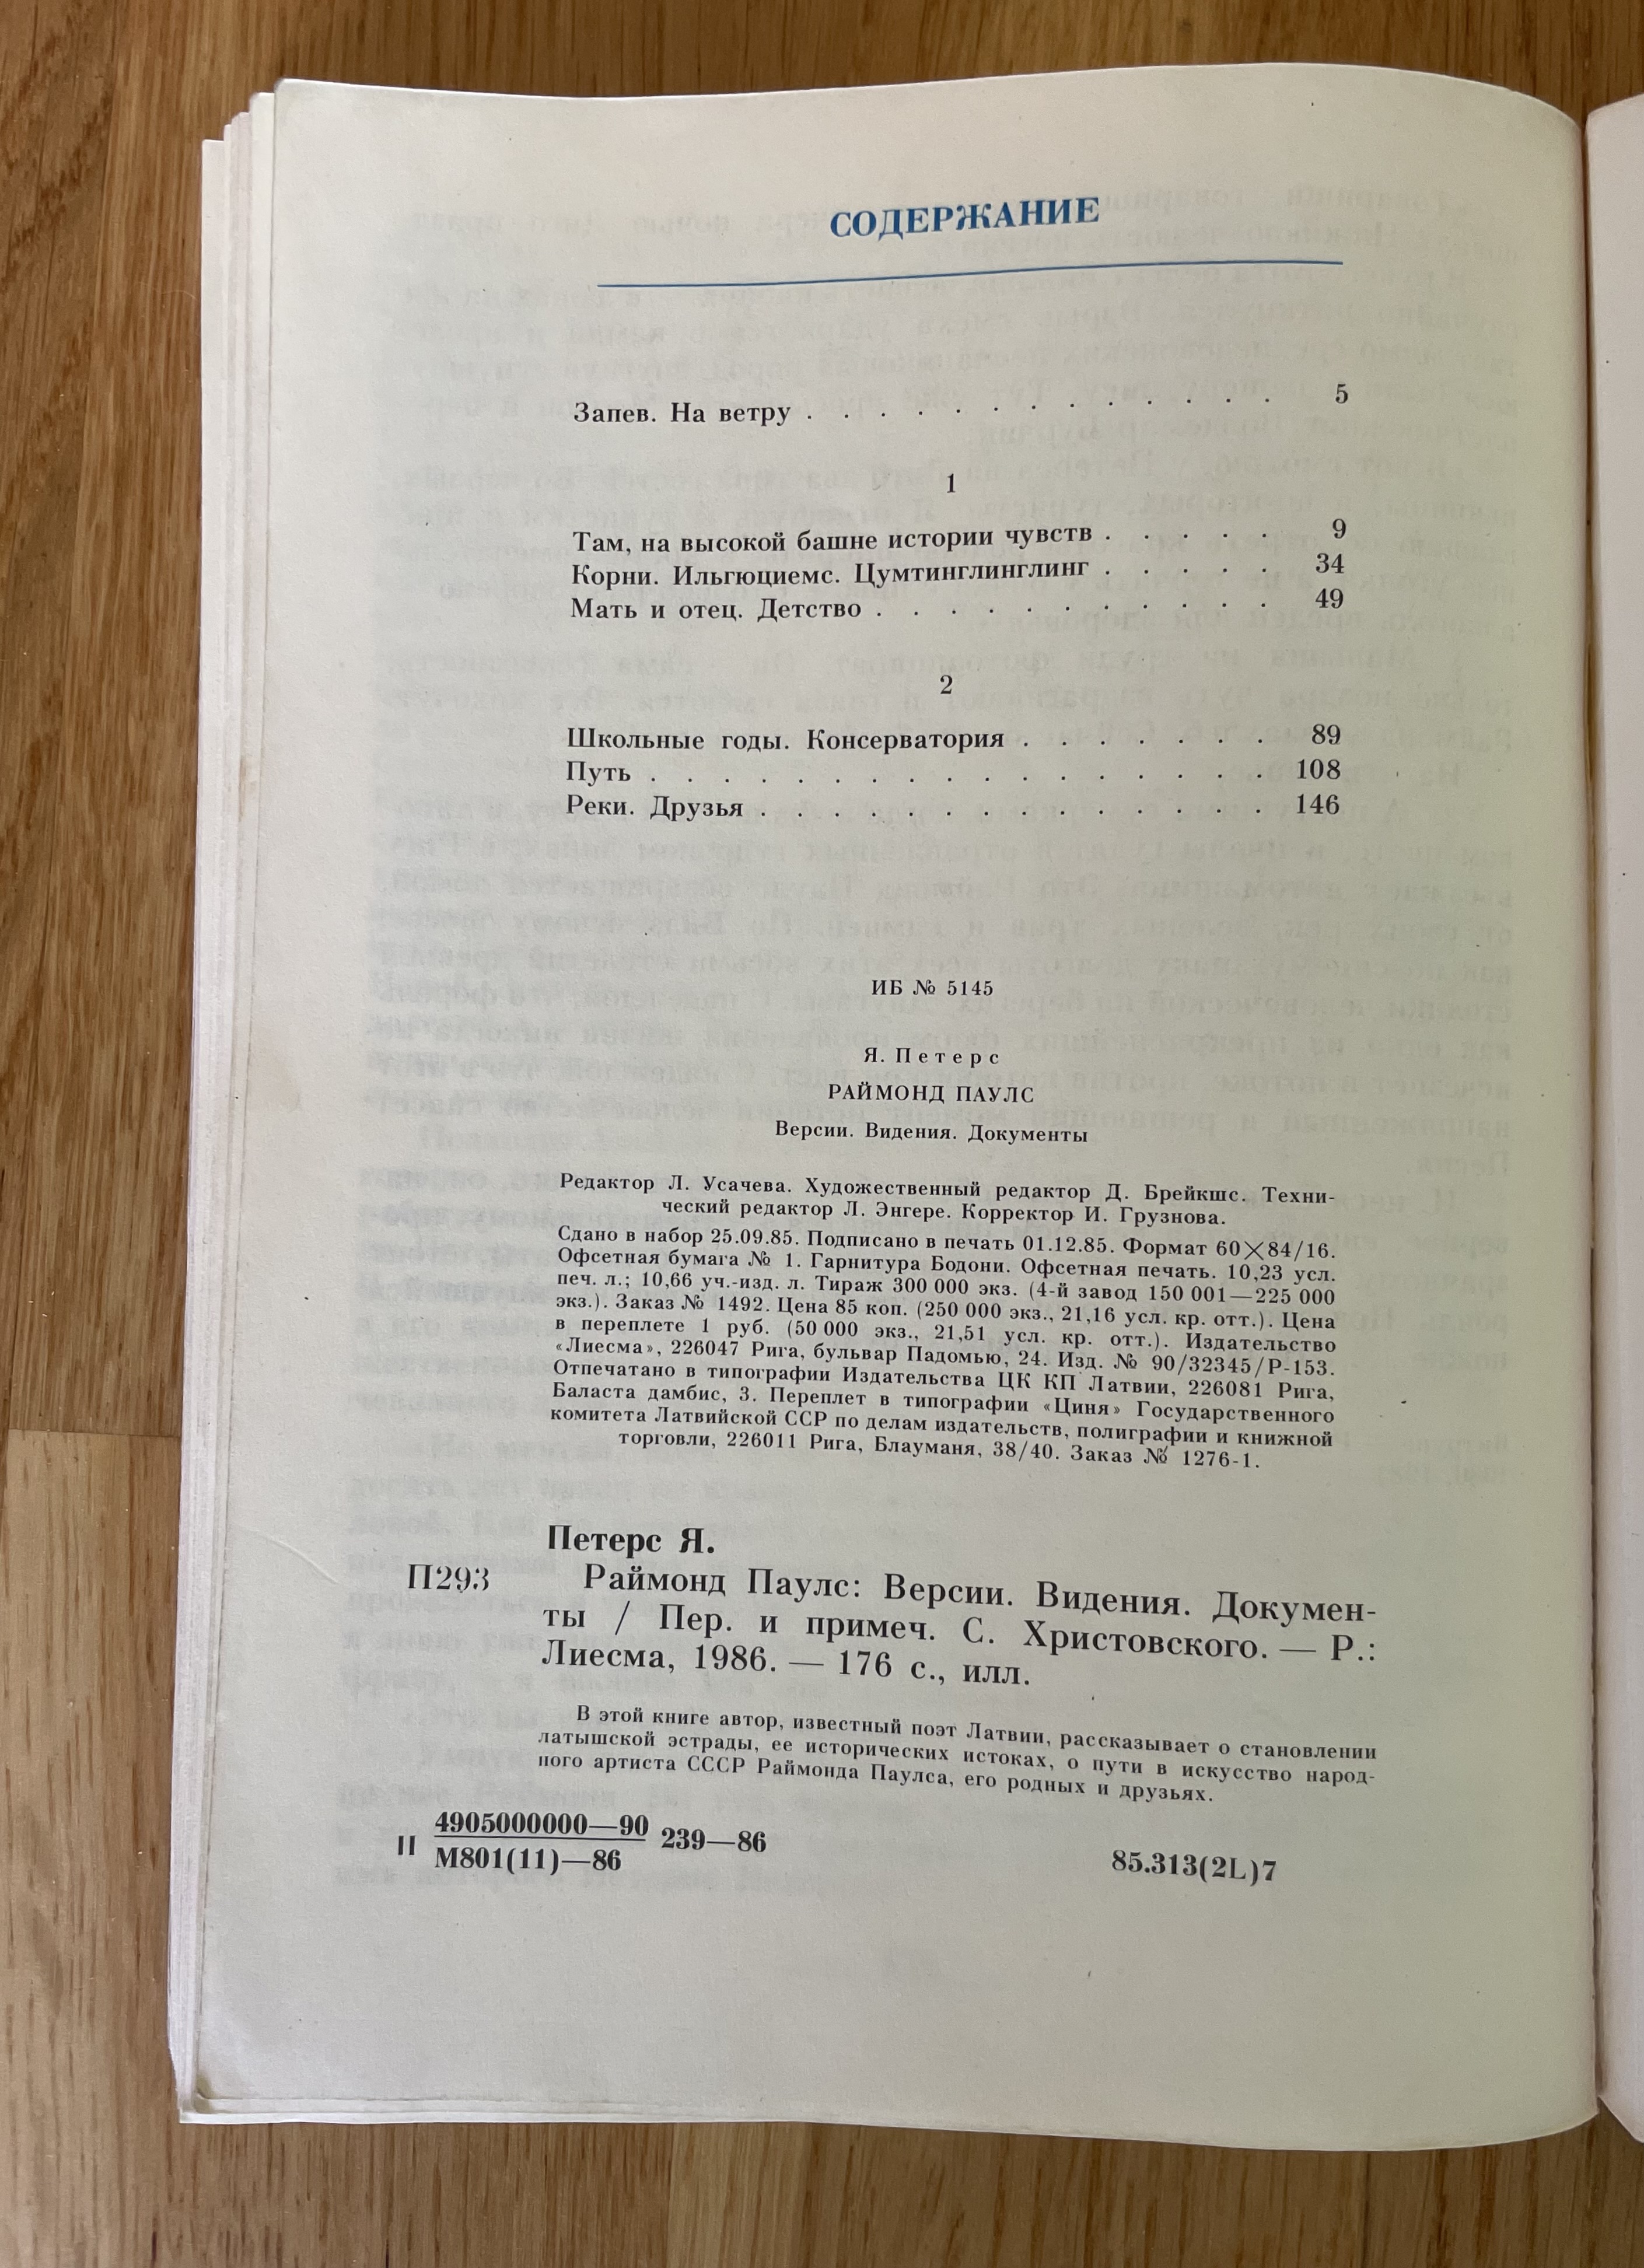 СОДЕРЖАНИЕ
Запев. На ветру . . . . . . . . . . . . . 5
1
Там, на высокой башне истории чувств . . . . . 9
Корни. Ильгюциемс. Цумтинглинглинг . . . . . 34
Мать и отец. Детство . . . . . . . . . . . 49
2
Школьные годы. Консерватория . . . . . . . 89
Путь . . . . . . . . . . . . . . . . . 108
Реки. Друзья . . . . . . . . . . . . . . 146
ИБ № 5145
Я. Петерс
РАЙМОНД ПАУЛС
Версии. Видения. Документы
Редактор Л. Усачева. Художественный редактор Д. Брейкшс. Техни-
ческий редактор Л. Энгере. Корректор И. Грузнова.
Сдано в набор 25.09.85. Подписано в печать 01.12.85. Формат 60×84/16.
Офсетная бумага № 1. Гарнитура Бодони. Офсетная печать. 10,23 усл.
печ. л.; 10,66 уч.-изд. л. Тираж 300 000 экз. (4-й завод 150 001—225 000
экз.). Заказ № 1492. Цена 85 коп. (250 000 экз., 21,16 усл. кр. отт.). Цена
в переплете 1 руб. (50 000 экз., 21,51 усл. кр. отт.). Издательство
«Лиесма», 226047 Рига, бульвар Падомью, 24. Изд. № 90/32345/Р-153.
Отпечатано в типографии Издательства ЦК КП Латвии, 226081 Рига,
Баласта дамбис, 3. Переплет в типографии «Циня» Государственного
комитета Латвийской ССР по делам издательств, полиграфии и книжной
торговли, 226011 Рига, Блауманя, 38/40. Заказ № 1276-1.
Петерс Я.
П293 Раймонд Паулс: Версии. Видения. Докумен-
ты / Пер. и примеч. С. Христовского. — Р.:
Лиесма, 1986. — 176 с., илл.
В этой книге автор, известный поэт Латвии, рассказывает о становлении
латышской эстрады, ее исторических истоках, о пути в искусство народ-
ного артиста СССР Раймонда Паулса, его родных и друзьях.
П 4905000000—90 239—86
М801(11)—86
85.313(2L)7